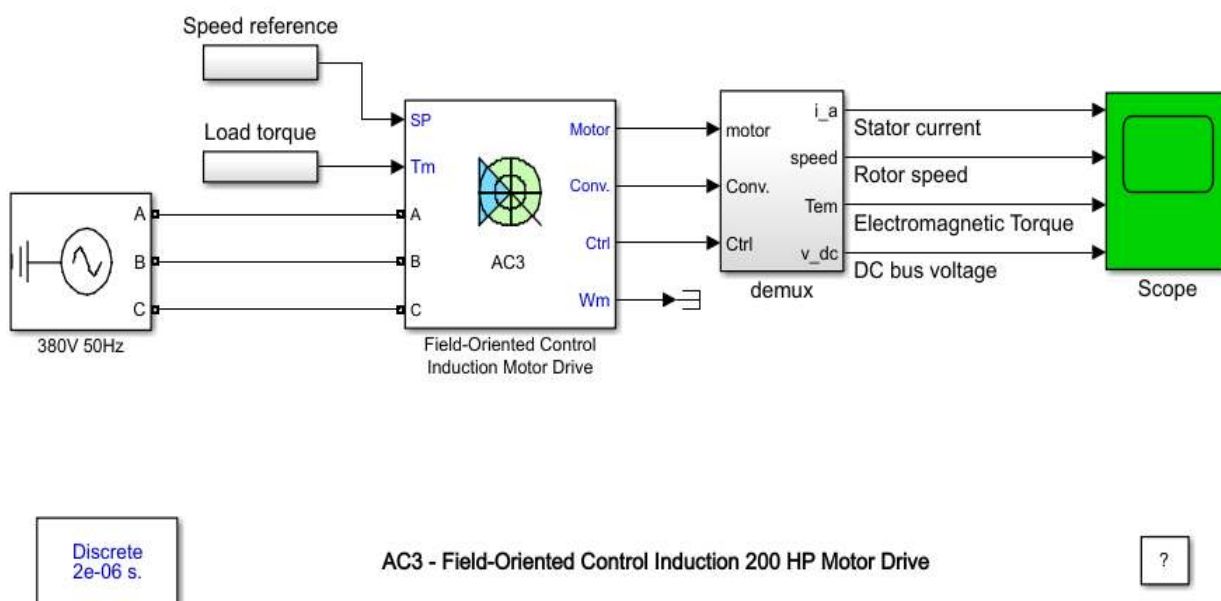 Speed reference
Load torque
SP
Tm
A
B
C
AC3
Motor
Conv.
Ctrl
Wm
Field-Oriented Control
Induction Motor Drive
A
B
C
380V 50Hz
motor
Conv.
Ctrl
i_a
speed
Tem
v_dc
demux
Stator current
Rotor speed
Electromagnetic Torque
DC bus voltage
Scope
Discrete
2e-06 s.
AC3 - Field-Oriented Control Induction 200 HP Motor Drive
?